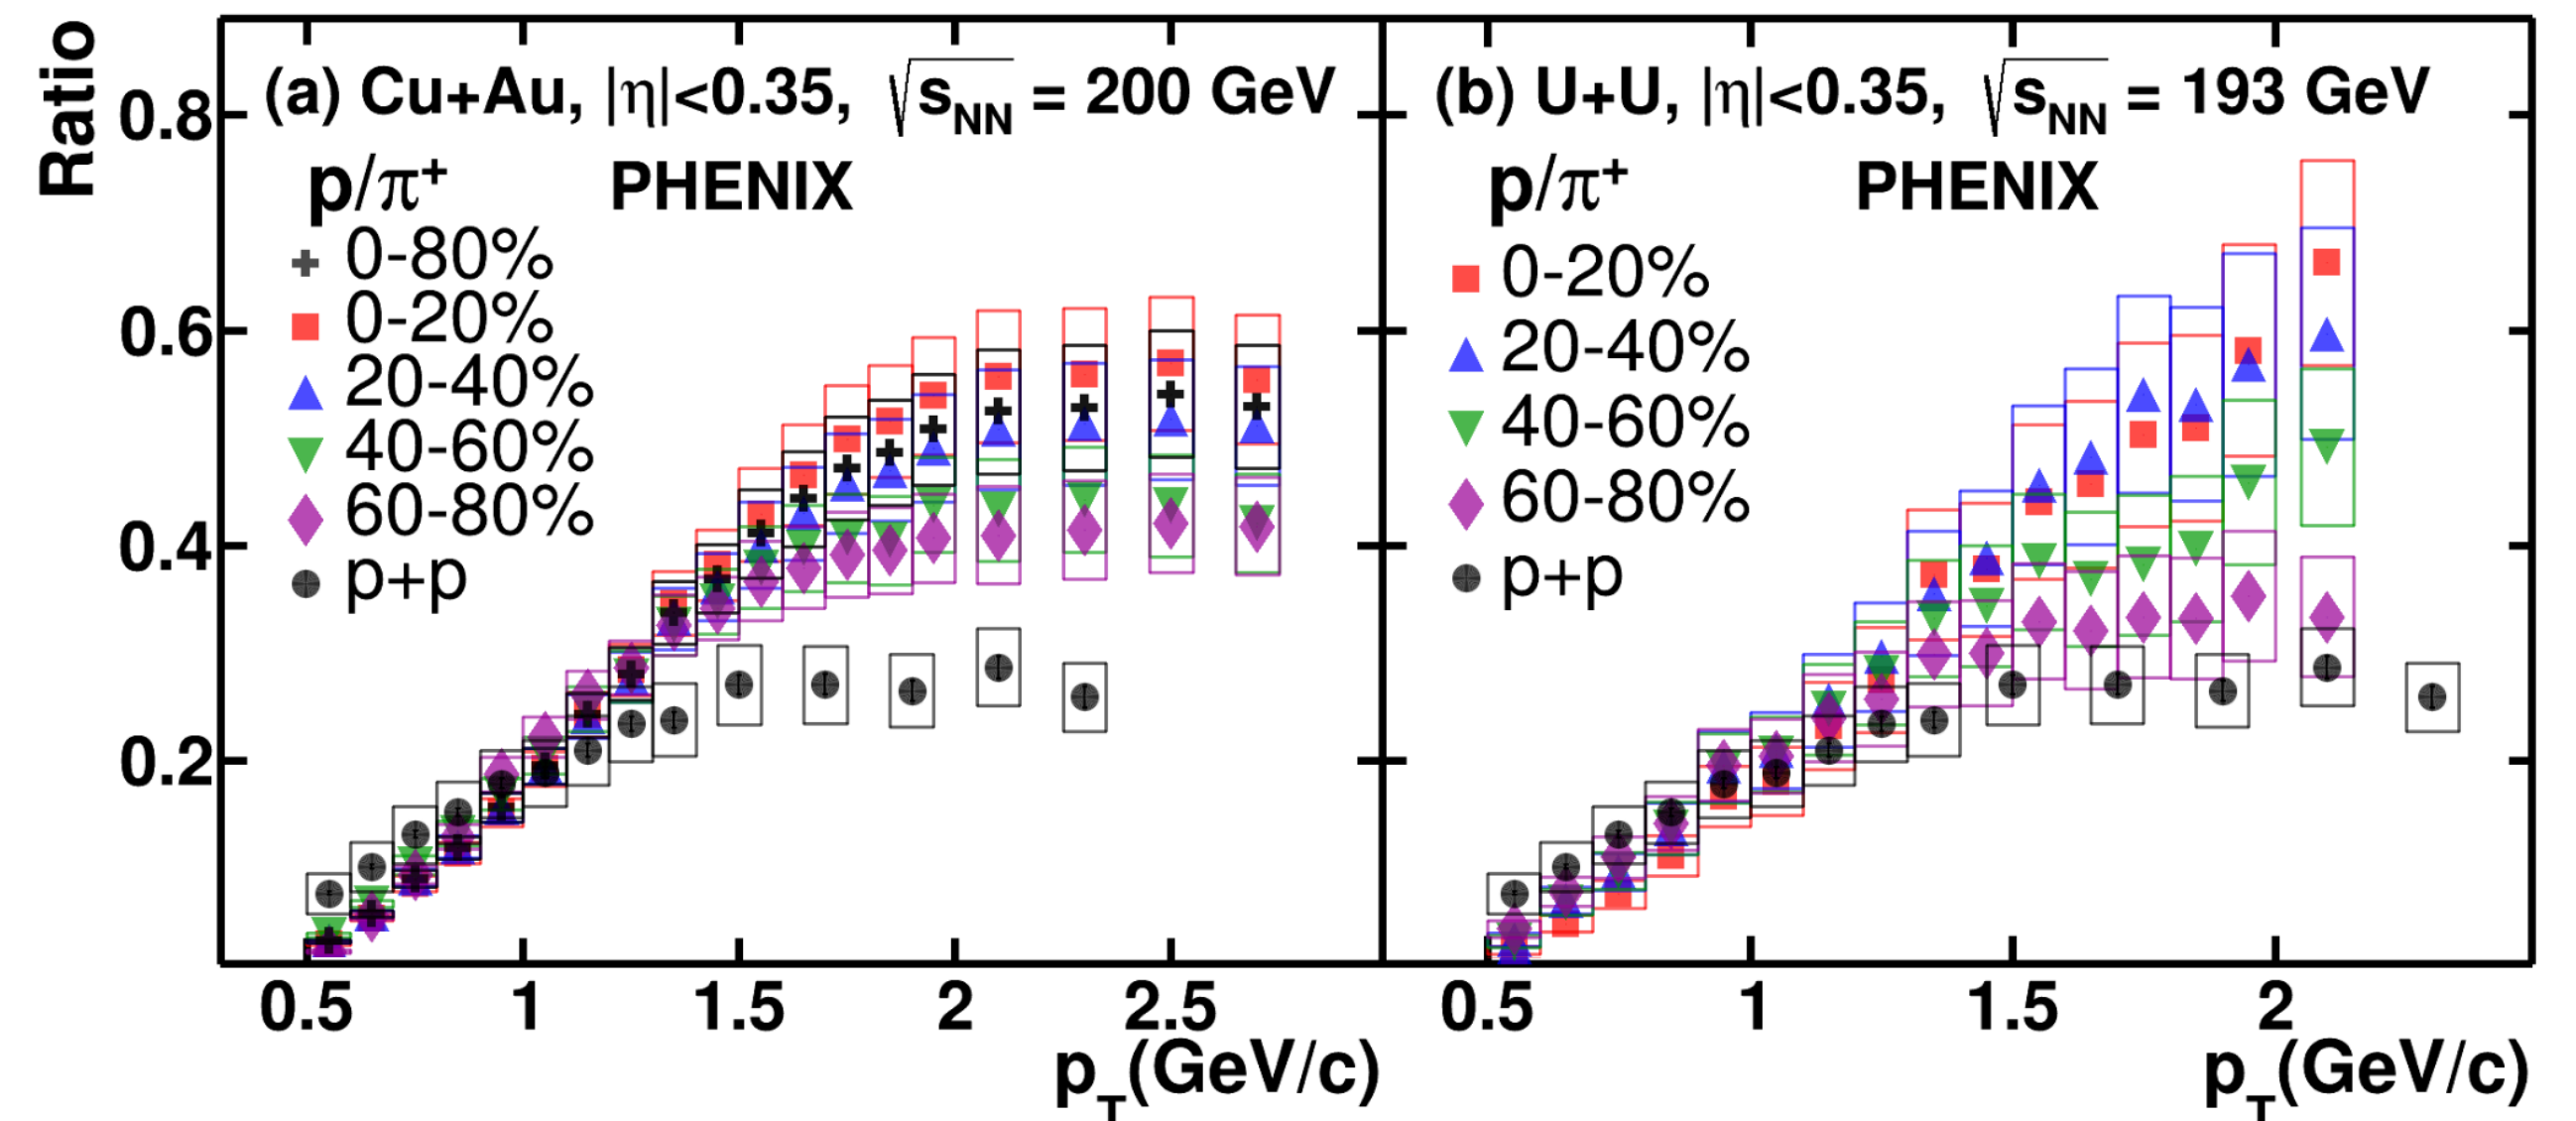 Ratio
0.8
0.6
0.4
0.2
(a) Cu+Au, |η|<0.35, √sNN = 200 GeV
p/π+
PHENIX
0-80%
0-20%
20-40%
40-60%
60-80%
p+p
0.5 1 1.5 2 2.5
pT(GeV/c)
(b) U+U, |η|<0.35, √sNN = 193 GeV
p/π+
PHENIX
0-20%
20-40%
40-60%
60-80%
p+p
0.5 1 1.5 2
pT(GeV/c)